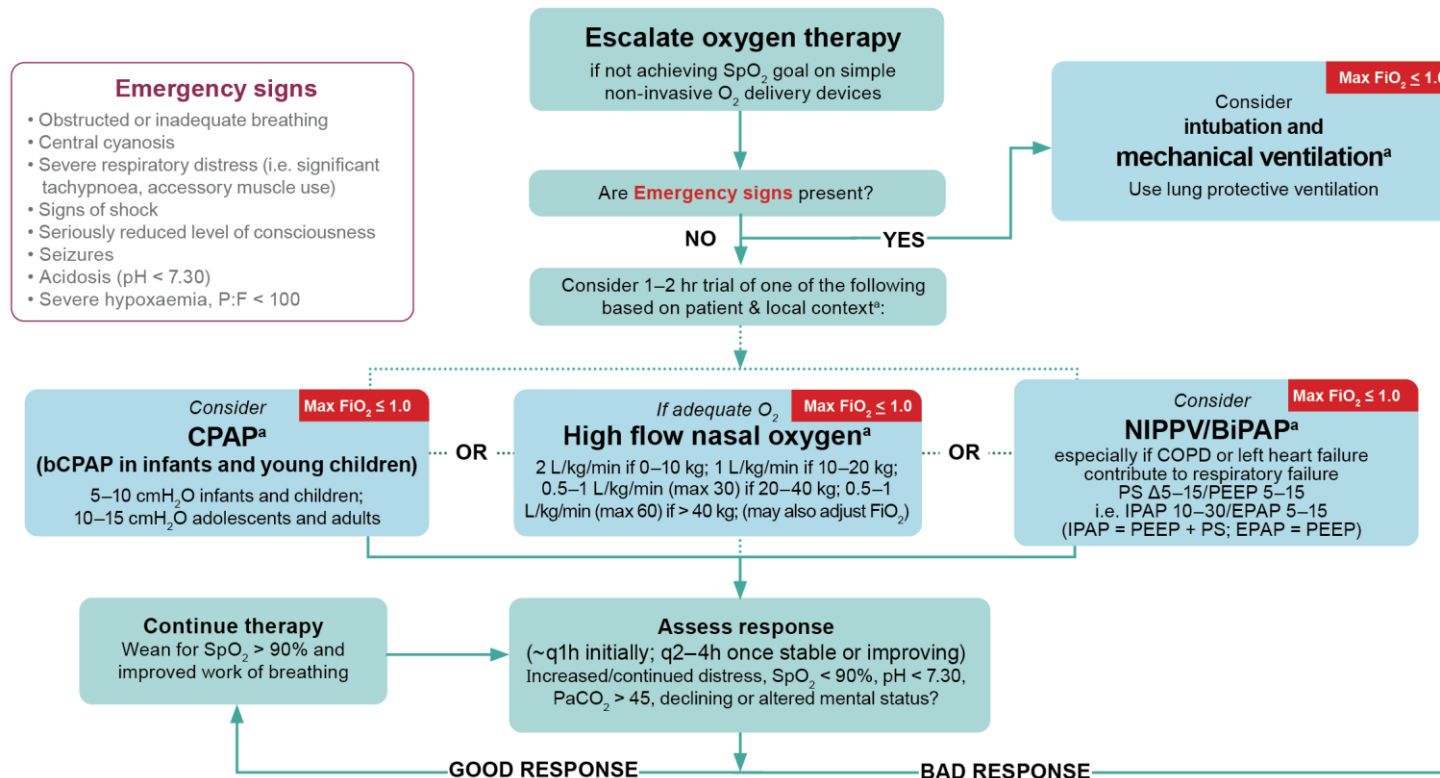 Escalate oxygen therapy
if not achieving SpO₂ goal on simple
non-invasive O₂ delivery devices
Emergency signs
• Obstructed or inadequate breathing
• Central cyanosis
• Severe respiratory distress (i.e. significant
tachypnoea, accessory muscle use)
• Signs of shock
• Seriously reduced level of consciousness
• Seizures
• Acidosis (pH < 7.30)
• Severe hypoxaemia, P:F < 100
Max FiO₂ ≤ 1.0
Consider
intubation and
mechanical ventilationᵃ
Use lung protective ventilation
Are Emergency signs present?
NO
YES
Consider 1–2 hr trial of one of the following
based on patient & local contextᵃ:
Consider
Max FiO₂ ≤ 1.0
CPAPᵃ
(bCPAP in infants and young children)
5–10 cmH₂O infants and children;
10–15 cmH₂O adolescents and adults
OR
If adequate O₂
Max FiO₂ ≤ 1.0
High flow nasal oxygenᵃ
2 L/kg/min if 0–10 kg; 1 L/kg/min if 10–20 kg;
0.5–1 L/kg/min (max 30) if 20–40 kg; 0.5–1
L/kg/min (max 60) if > 40 kg; (may also adjust FiO₂)
OR
Consider
Max FiO₂ ≤ 1.0
NIPPV/BiPAPᵃ
especially if COPD or left heart failure
contribute to respiratory failure
PS Δ5–15/PEEP 5–15
i.e. IPAP 10–30/EPAP 5–15
(IPAP = PEEP + PS; EPAP = PEEP)
Continue therapy
Wean for SpO₂ > 90% and
improved work of breathing
Assess response
(~q1h initially; q2–4h once stable or improving)
Increased/continued distress, SpO₂ < 90%, pH < 7.30,
PaCO₂ > 45, declining or altered mental status?
GOOD RESPONSE
BAD RESPONSE